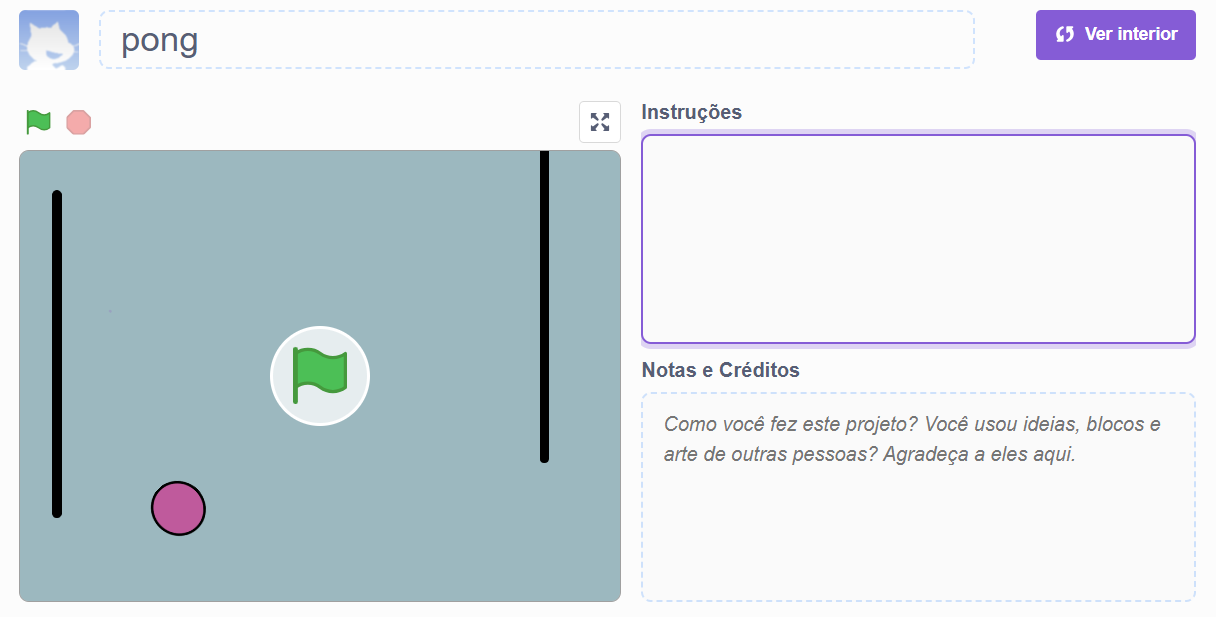 pong
Ver interior
Instruções
Notas e Créditos
Como você fez este projeto? Você usou ideias, blocos e
arte de outras pessoas? Agradeça a eles aqui.